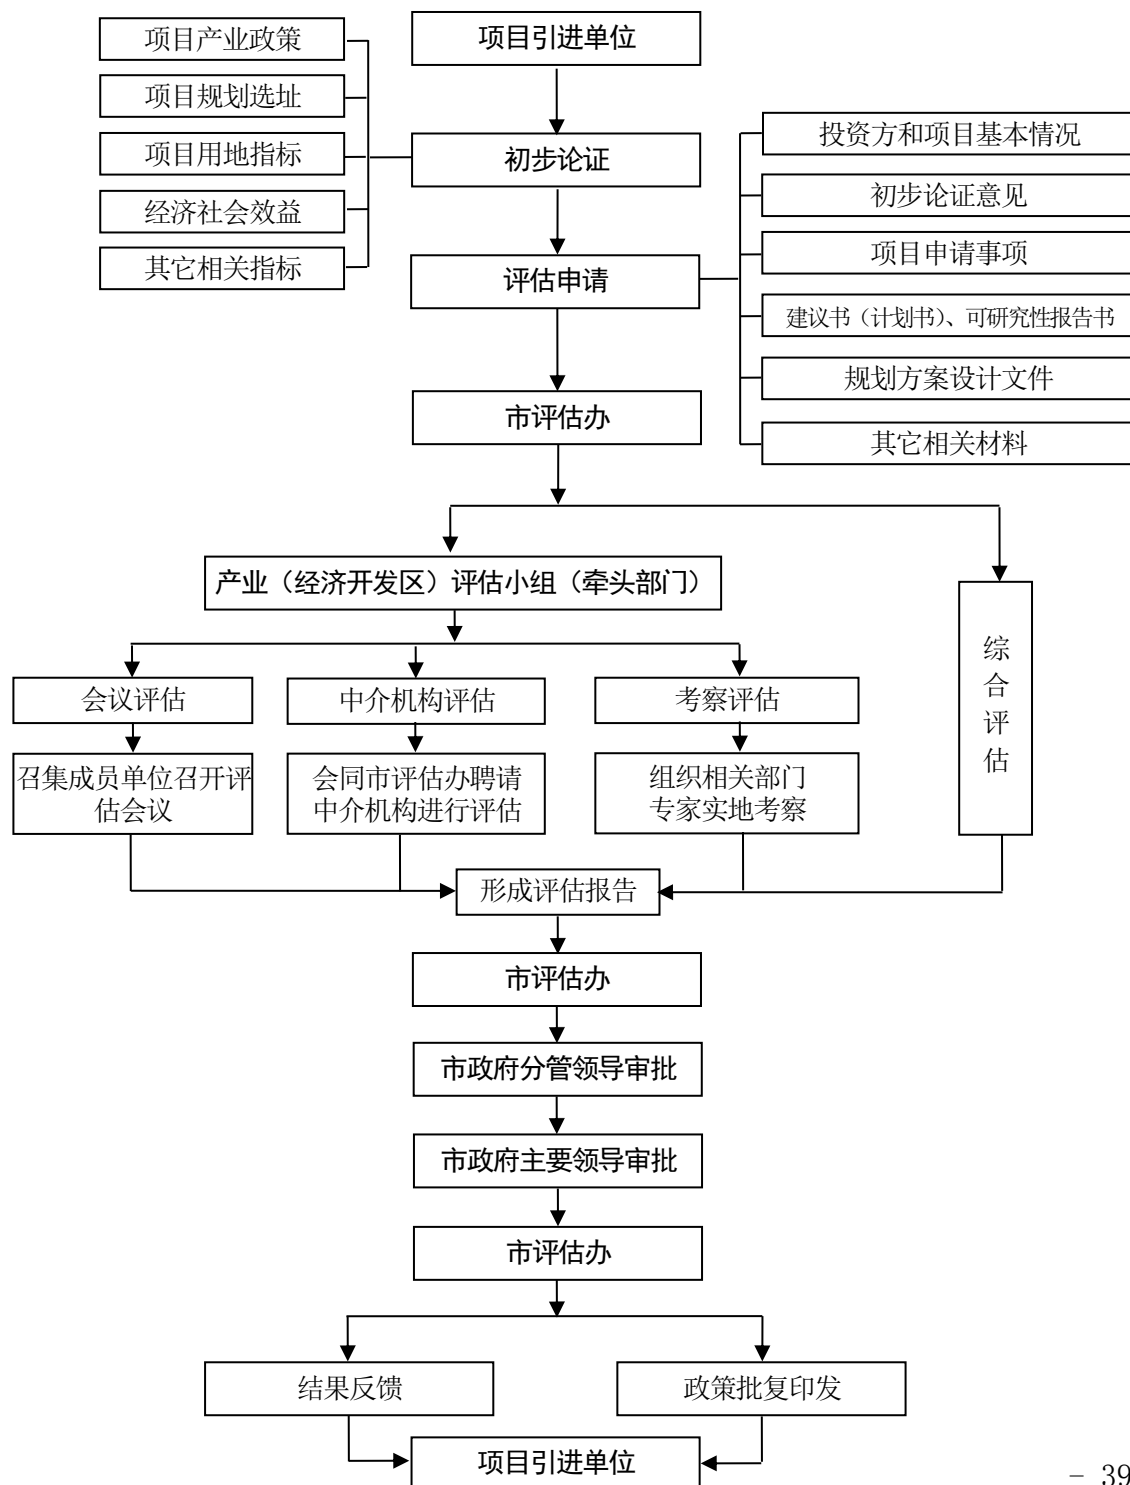 项目引进单位
项目产业政策
项目规划选址
项目用地指标
经济社会效益
其它相关指标
初步论证
投资方和项目基本情况
初步论证意见
项目申请事项
建议书（计划书）、可研究性报告书
规划方案设计文件
其它相关材料
评估申请
市评估办
产业（经济开发区）评估小组（牵头部门）
综
合
评
估
会议评估
中介机构评估
考察评估
召集成员单位召开评
估会议
会同市评估办聘请
中介机构进行评估
组织相关部门
专家实地考察
形成评估报告
市评估办
市政府分管领导审批
市政府主要领导审批
市评估办
结果反馈
政策批复印发
项目引进单位
- 39